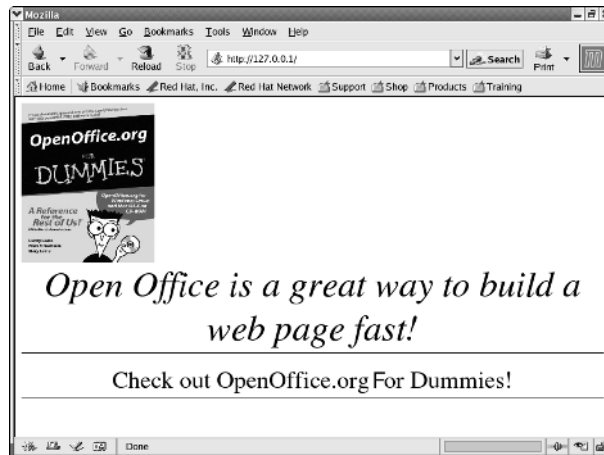 Mozilla
File Edit View Go Bookmarks Tools Window Help
Back Forward Reload Stop http://127.0.0.1/ Search Print
Home Bookmarks Red Hat, Inc. Red Hat Network Support Shop Products Training
OpenOffice.org
FOR
DUMMIES
A Reference
for the
Rest of Us!
Open Office is a great way to build a
web page fast!
Check out OpenOffice.org For Dummies!
Done